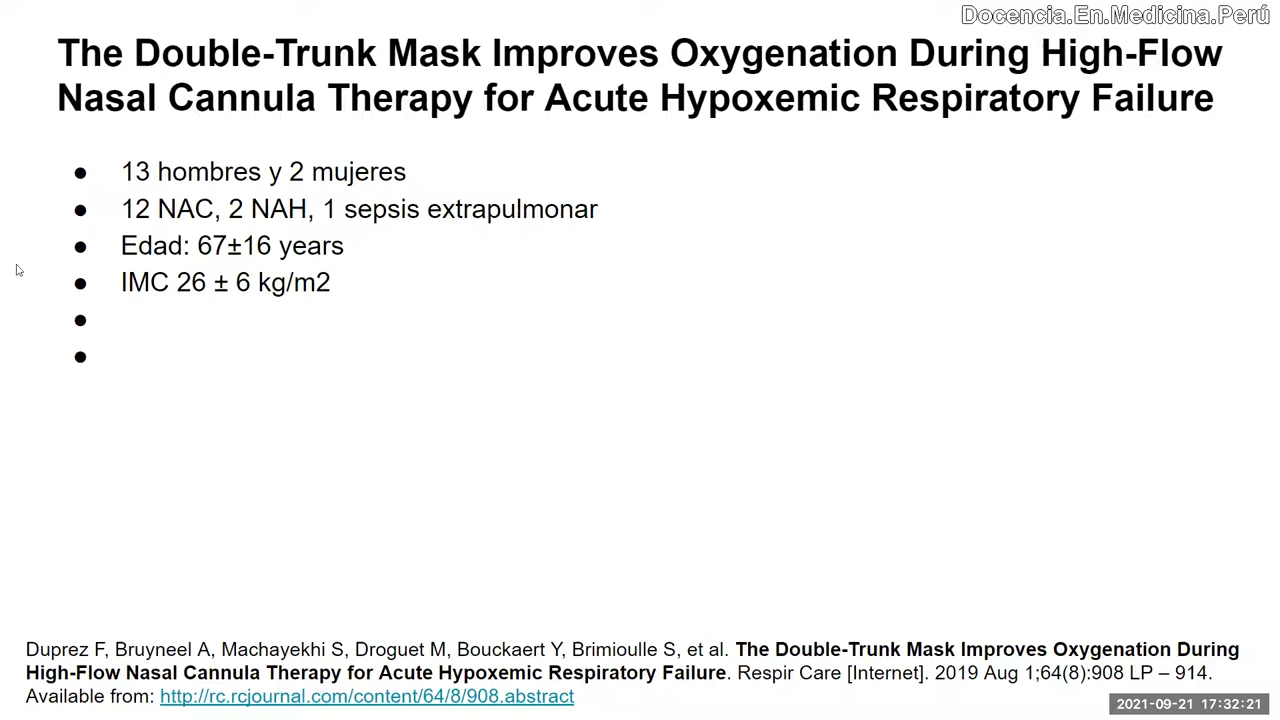 Docencia.En.Medicina.Perú
The Double-Trunk Mask Improves Oxygenation During High-Flow
Nasal Cannula Therapy for Acute Hypoxemic Respiratory Failure
● 13 hombres y 2 mujeres
● 12 NAC, 2 NAH, 1 sepsis extrapulmonar
● Edad: 67±16 years
● IMC 26 ± 6 kg/m2
●
●
Duprez F, Bruyneel A, Machayekhi S, Droguet M, Bouckaert Y, Brimioulle S, et al. The Double-Trunk Mask Improves Oxygenation During
High-Flow Nasal Cannula Therapy for Acute Hypoxemic Respiratory Failure. Respir Care [Internet]. 2019 Aug 1;64(8):908 LP – 914.
Available from: http://rc.rcjournal.com/content/64/8/908.abstract
2021-09-21 17:32:21